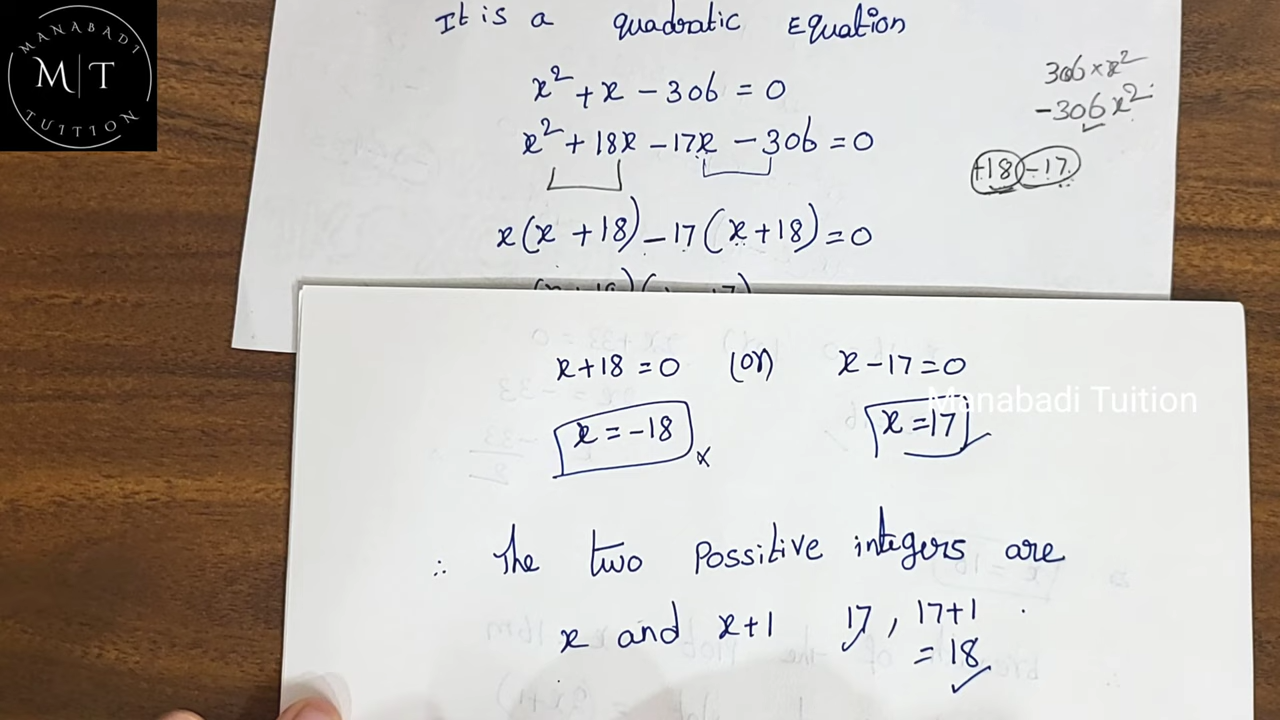 MANABADI
M|T
TUITION
It is a quadratic Equation
x² + x - 306 = 0
306 × x²
-306x²
x² + 18x - 17x - 306 = 0
+18 -17
x(x + 18) - 17(x + 18) = 0
x + 18 = 0 (or) x - 17 = 0
Manabadi Tuition
x = -18 x = 17
∴ The two Possitive integers are
x and x+1 17, 17+1
= 18